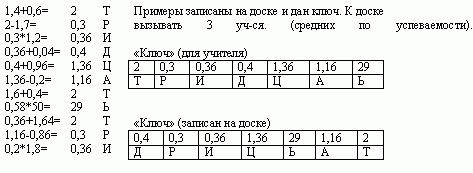 1,4+0,6= 2 Т
2-1,7= 0,3 Р
0,3*1,2= 0,36 И
0,36+0,04= 0,4 Д
0,4+0,96= 1,36 Ц
1,36-0,2= 1,16 А
1,6+0,4= 2 Т
0,58*50= 29 Ь
0,36+1,64= 2 Т
1,16-0,86= 0,3 Р
0,2*1,8= 0,36 И
Примеры записаны на доске и дан ключ. К доске
вызывать 3 уч-ся. (средних по успеваемости).
«Ключ» (для учителя)
2 0,3 0,36 0,4 1,36 1,16 29
Т Р И Д Ц А Ь
«Ключ» (записан на доске)
0,4 0,3 0,36 1,36 29 1,16 2
Д Р И Ц Ь А Т